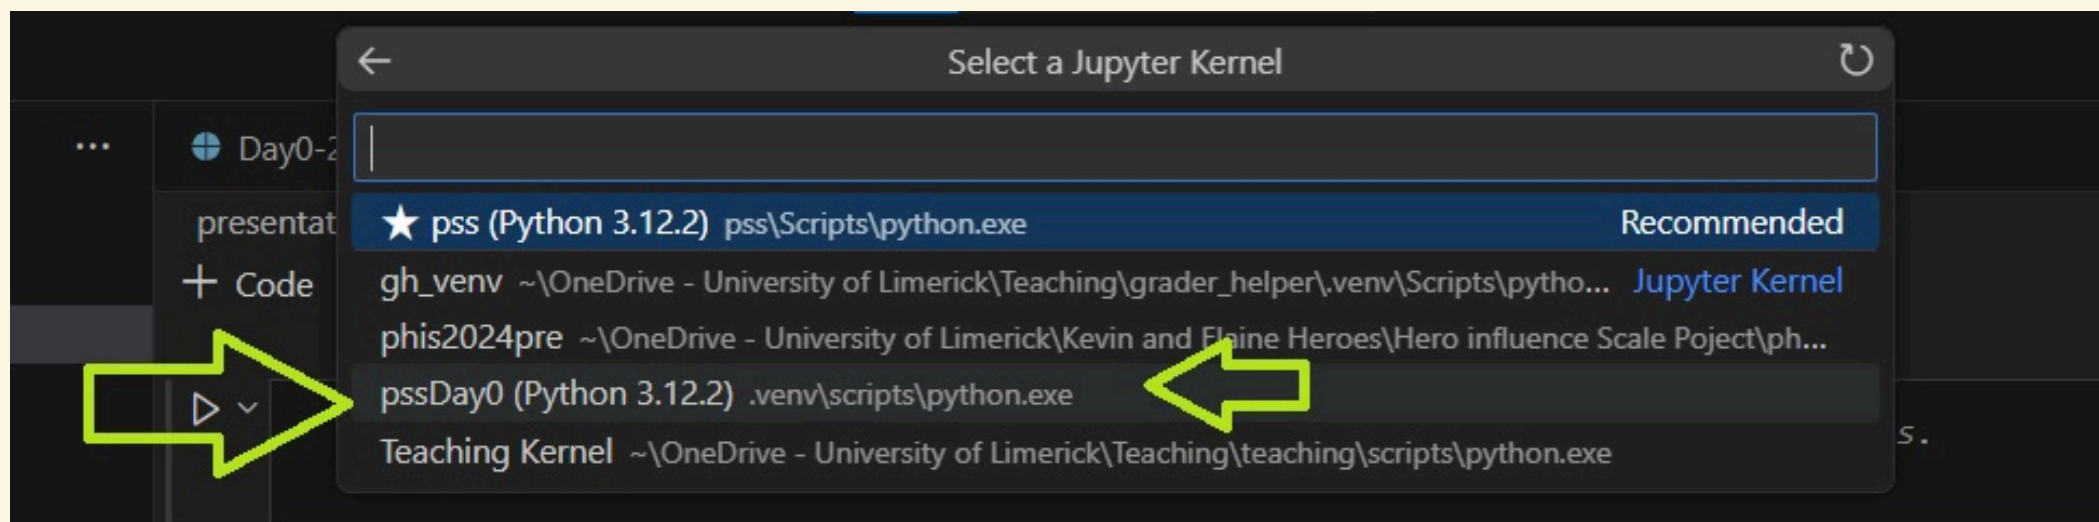 Select a Jupyter Kernel
Day0-2
presentat
★ pss (Python 3.12.2) pss\Scripts\python.exe Recommended
+ Code
gh_venv ~\OneDrive - University of Limerick\Teaching\grader_helper\.venv\Scripts\pytho... Jupyter Kernel
phis2024pre ~\OneDrive - University of Limerick\Kevin and Elaine Heroes\Hero influence Scale Poject\ph...
pssDay0 (Python 3.12.2) .venv\scripts\python.exe
Teaching Kernel ~\OneDrive - University of Limerick\Teaching\teaching\scripts\python.exe
s.